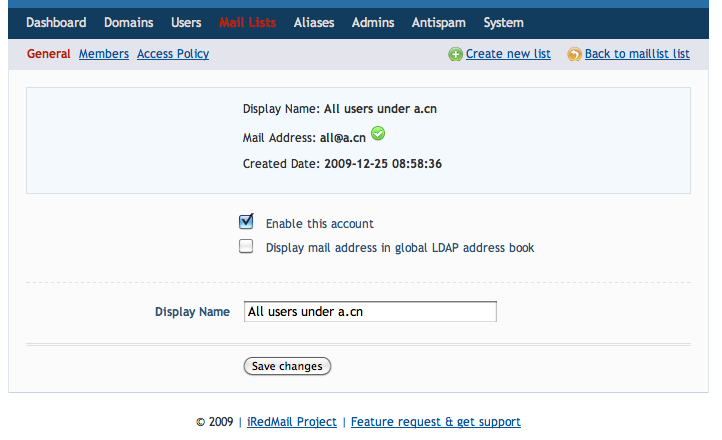 Dashboard Domains Users Mail Lists Aliases Admins Antispam System
General Members Access Policy Create new list Back to maillist list
Display Name: All users under a.cn
Mail Address: all@a.cn
Created Date: 2009-12-25 08:58:36
Enable this account
Display mail address in global LDAP address book
Display Name All users under a.cn
Save changes
© 2009 | iRedMail Project | Feature request & get support